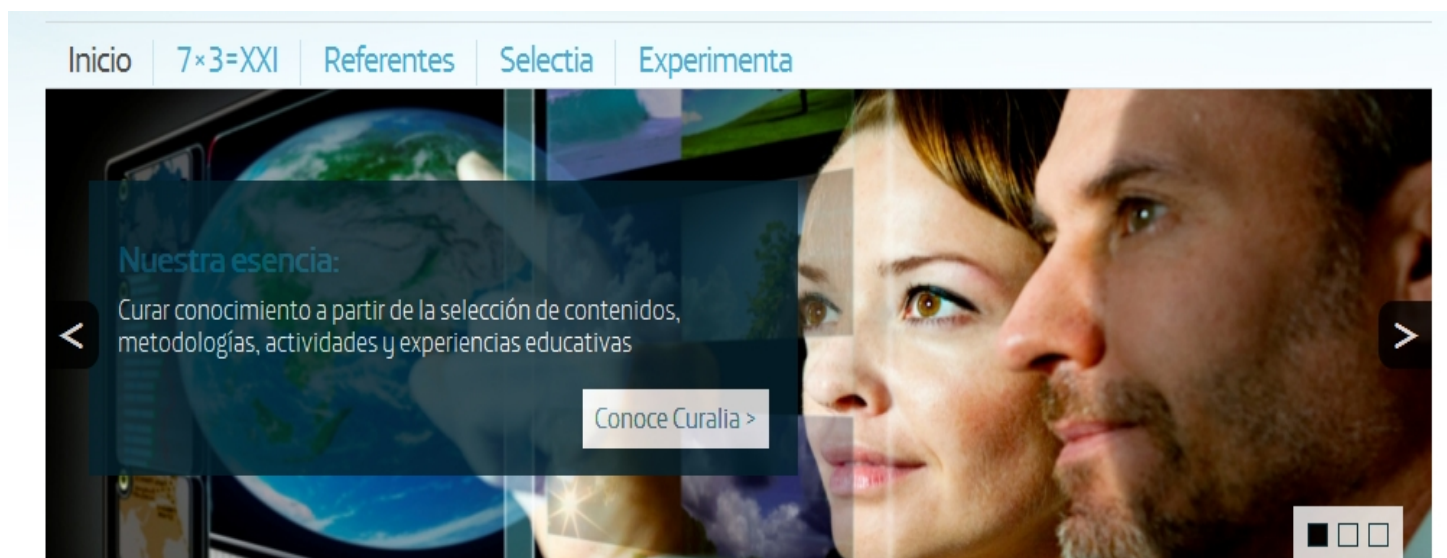 Inicio 7×3=XXI Referentes Selectia Experimenta
Nuestra esencia:
Curar conocimiento a partir de la selección de contenidos,
metodologías, actividades y experiencias educativas
< >
Conoce Curalia >